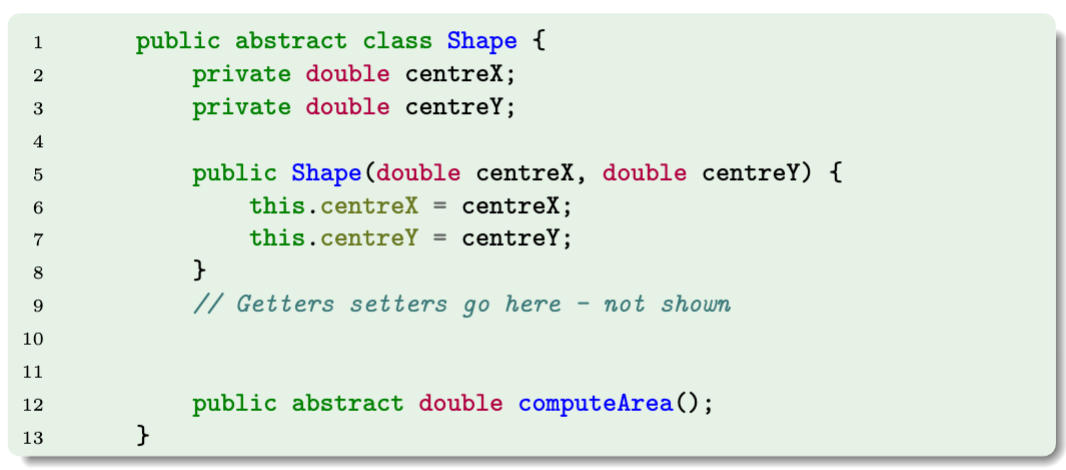 1 public abstract class Shape {
2 private double centreX;
3 private double centreY;
4
5 public Shape(double centreX, double centreY) {
6 this.centreX = centreX;
7 this.centreY = centreY;
8 }
9 // Getters setters go here - not shown
10
11
12 public abstract double computeArea();
13 }